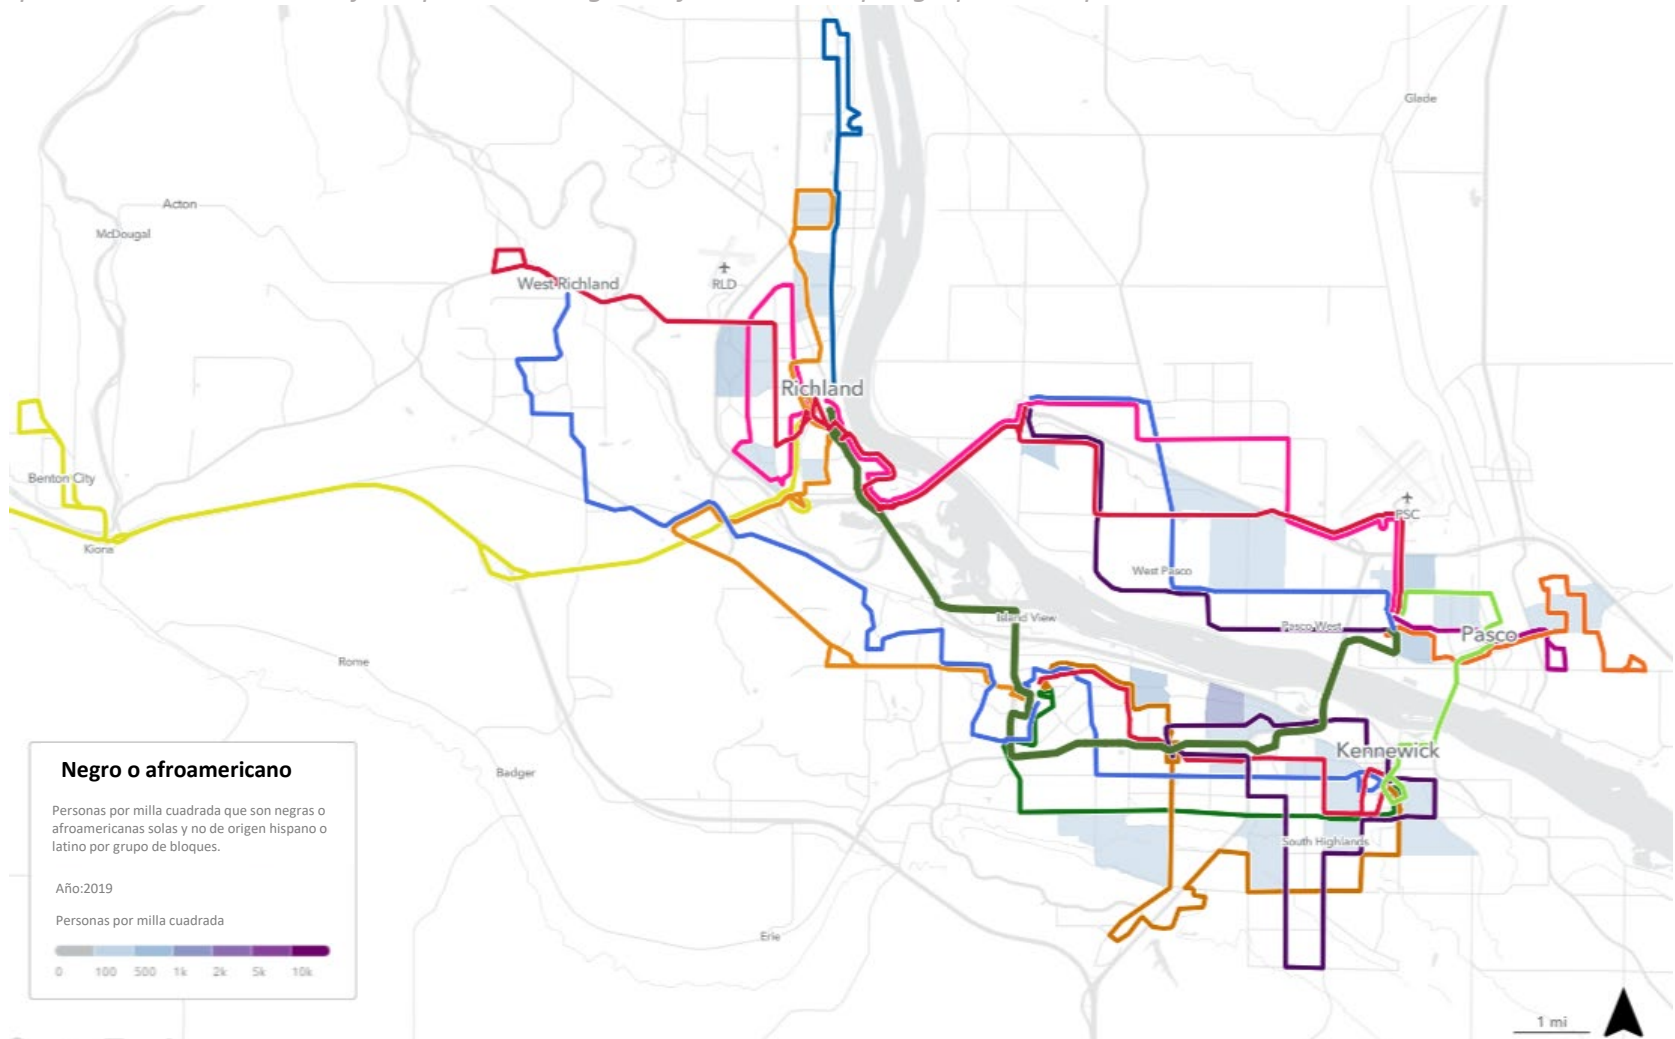 Glade
Acton
McDougal
RLD
West Richland
Richland
Benton City
PSC
Kiona
West Pasco
Island View
Pasco West
Pasco
Rome
Kennewick
Badger
South Highlands
Erie
Negro o afroamericano
Personas por milla cuadrada que son negras o
afroamericanas solas y no de origen hispano o
latino por grupo de bloques.
Año:2019
Personas por milla cuadrada
0 100 500 1k 2k 5k 10k
1 mi